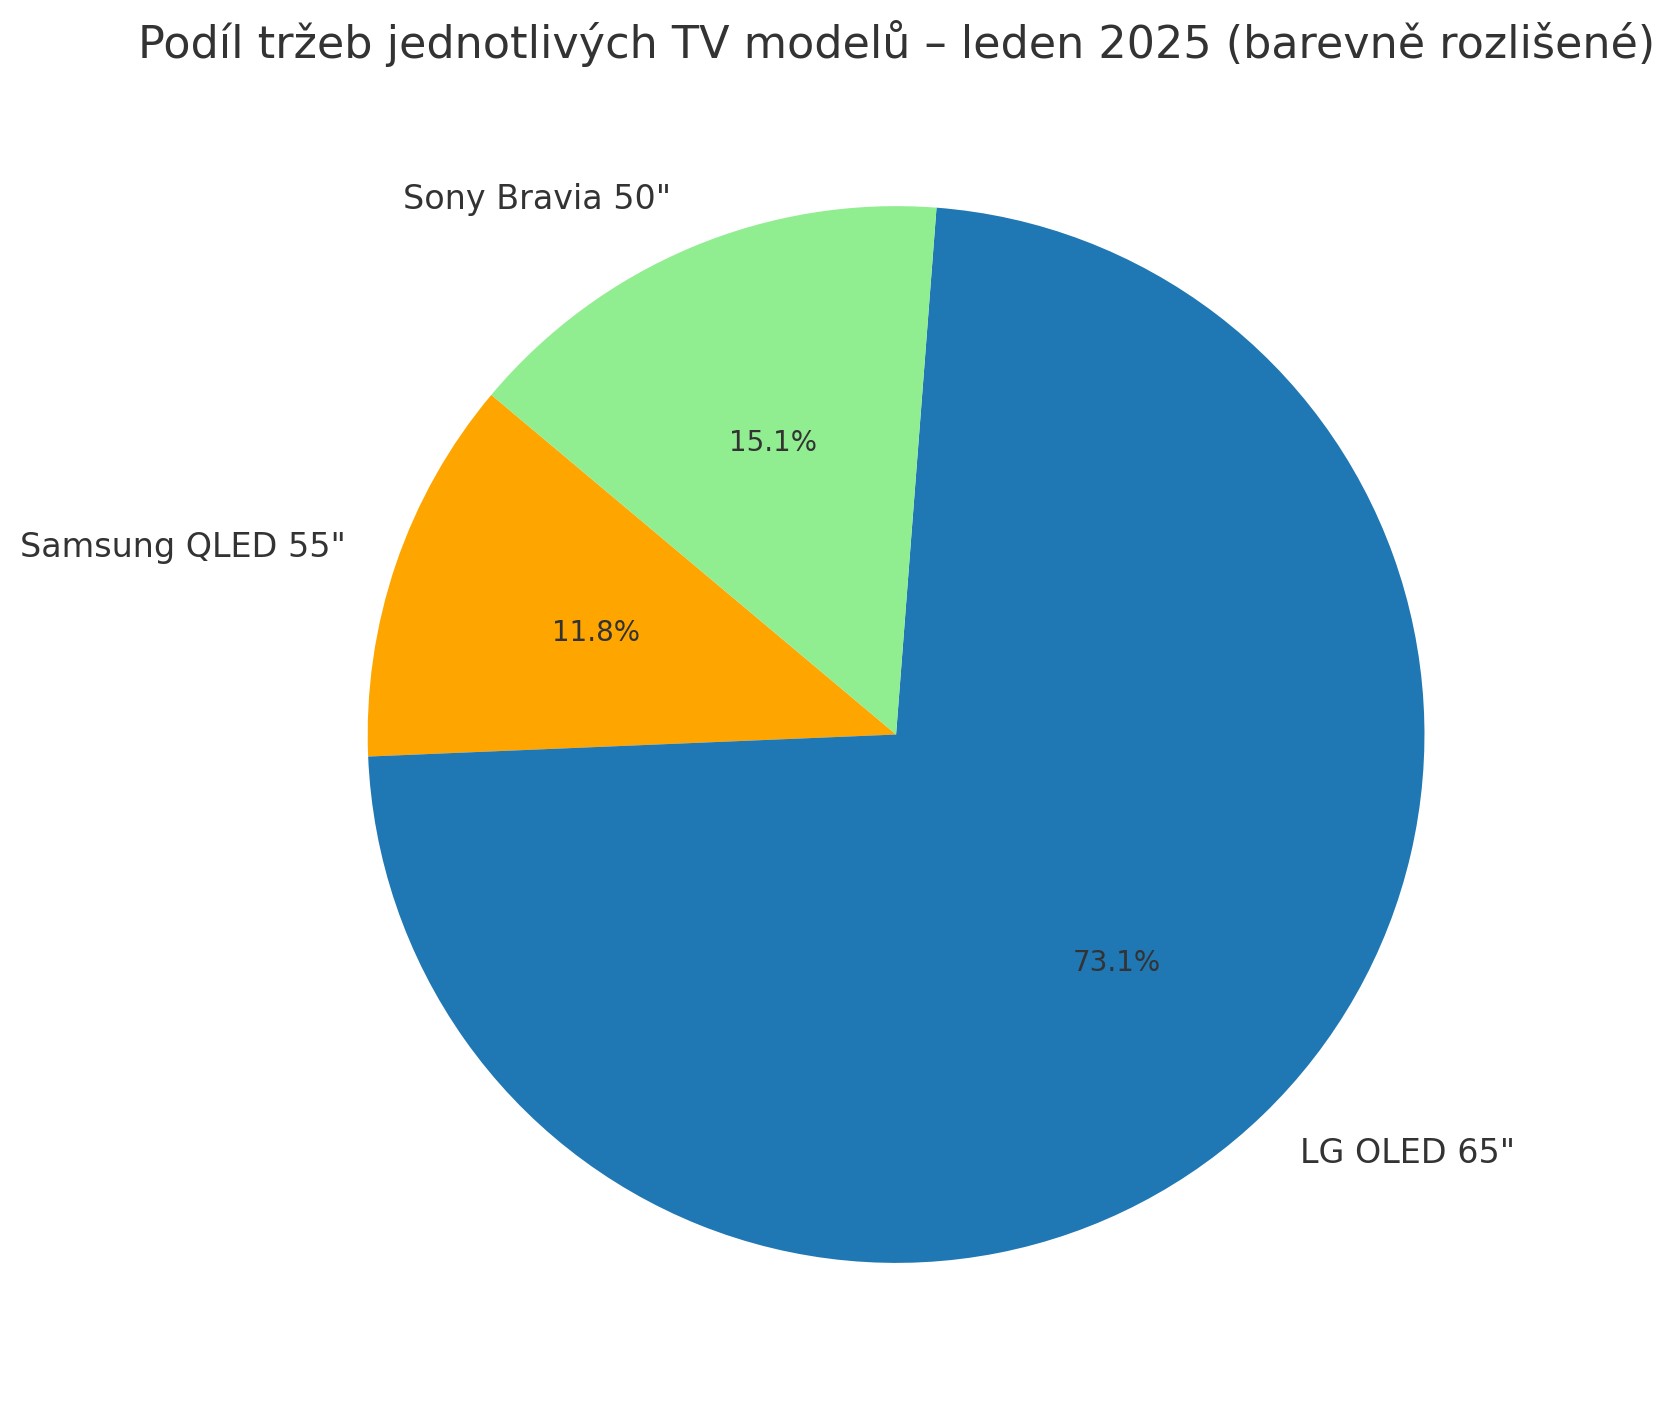 Podíl tržeb jednotlivých TV modelů – leden 2025 (barevně rozlišené)
Sony Bravia 50"
15.1%
Samsung QLED 55"
11.8%
73.1%
LG OLED 65"